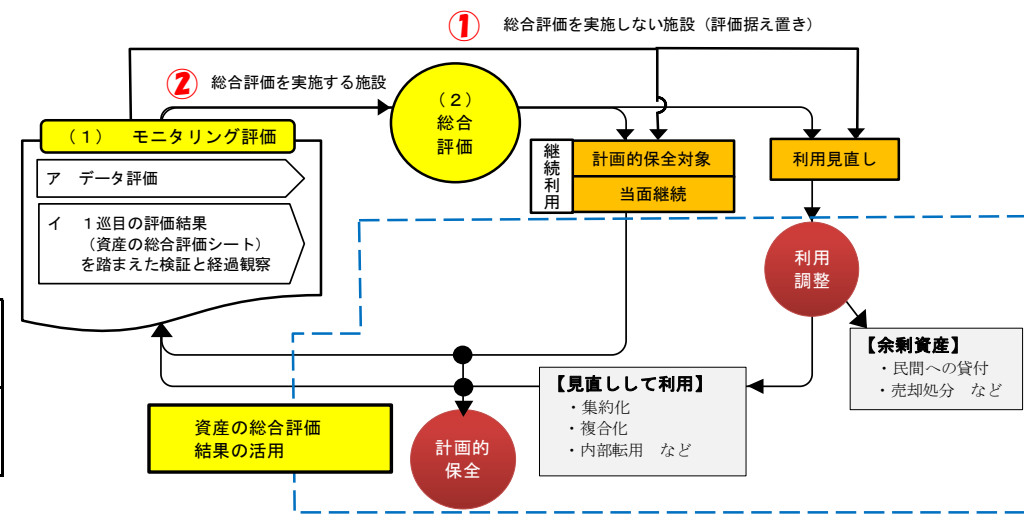 ① 総合評価を実施しない施設（評価据え置き）
② 総合評価を実施する施設
（２）
総合
評価
（１） モニタリング評価
ア データ評価
イ １巡目の評価結果
（資産の総合評価シート）
を踏まえた検証と経過観察
継続利用
計画的保全対象
当面継続
利用見直し
利用
調整
【余剰資産】
・民間への貸付
・売却処分 など
【見直しして利用】
・集約化
・複合化
・内部転用 など
資産の総合評価
結果の活用
計画的
保全